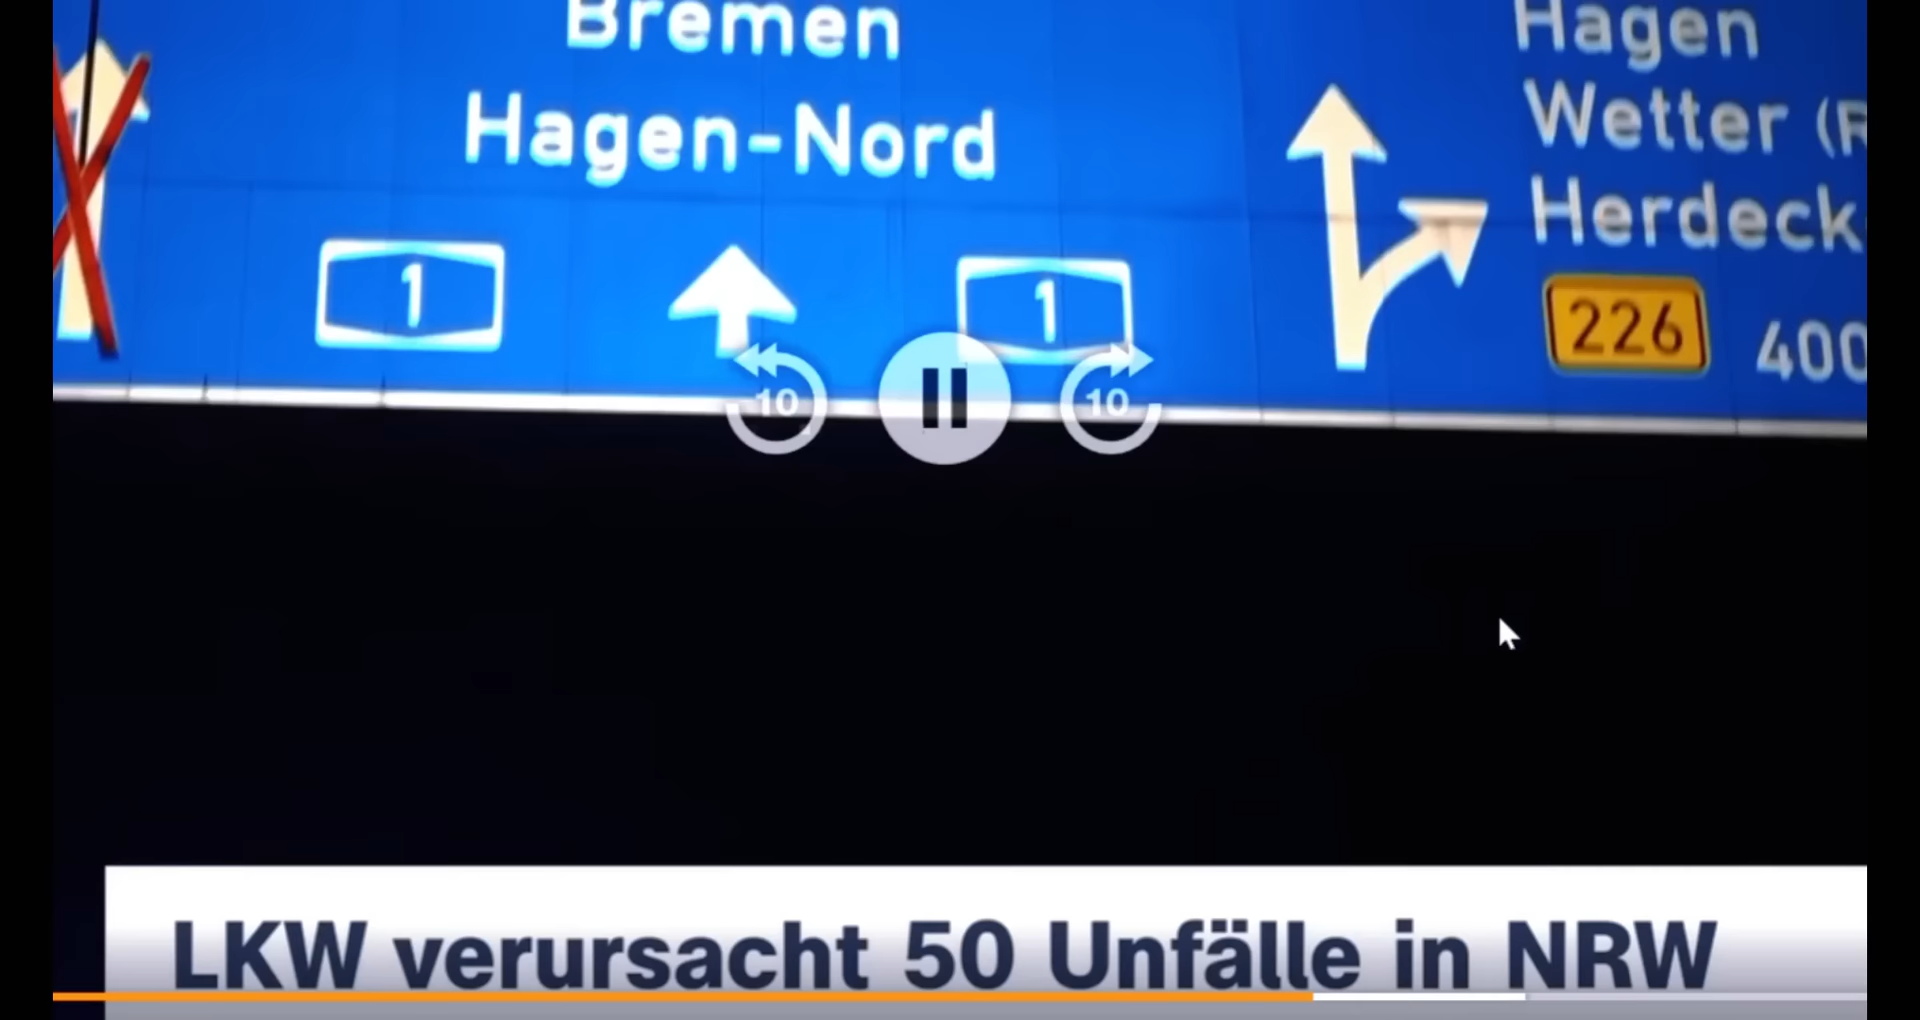 Bremen
Hagen-Nord
1
1
Hagen
Wetter (R
Herdeck
226
400
10
10
LKW verursacht 50 Unfälle in NRW